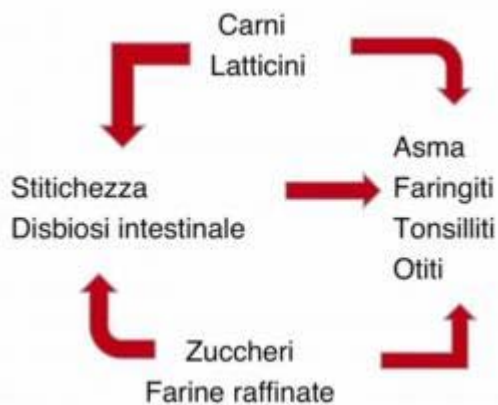 Carni
Latticini
Stitichezza
Disbiosi intestinale
Asma
Faringiti
Tonsilliti
Otiti
Zuccheri
Farine raffinate